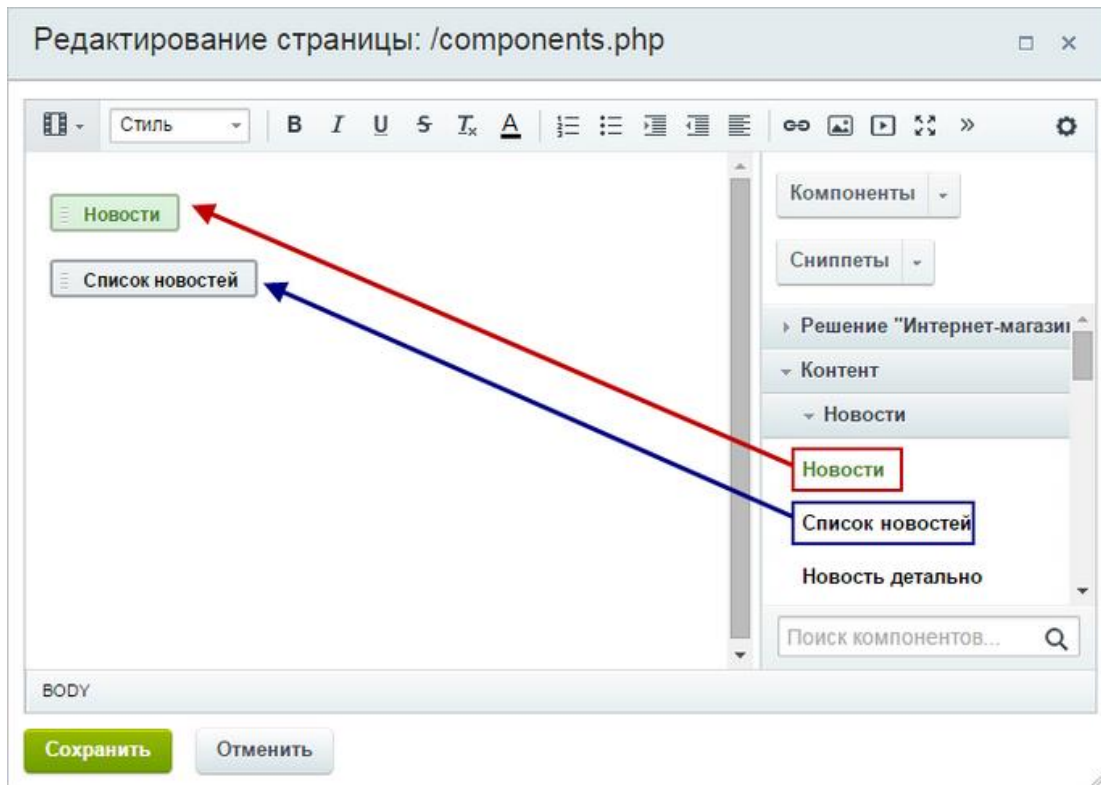 Редактирование страницы: /components.php
Стиль B I U S Tx A
Компоненты
Новости
Сниппеты
Список новостей
Решение "Интернет-магази
Контент
Новости
Новости
Список новостей
Новость детально
Поиск компонентов...
BODY
Сохранить Отменить